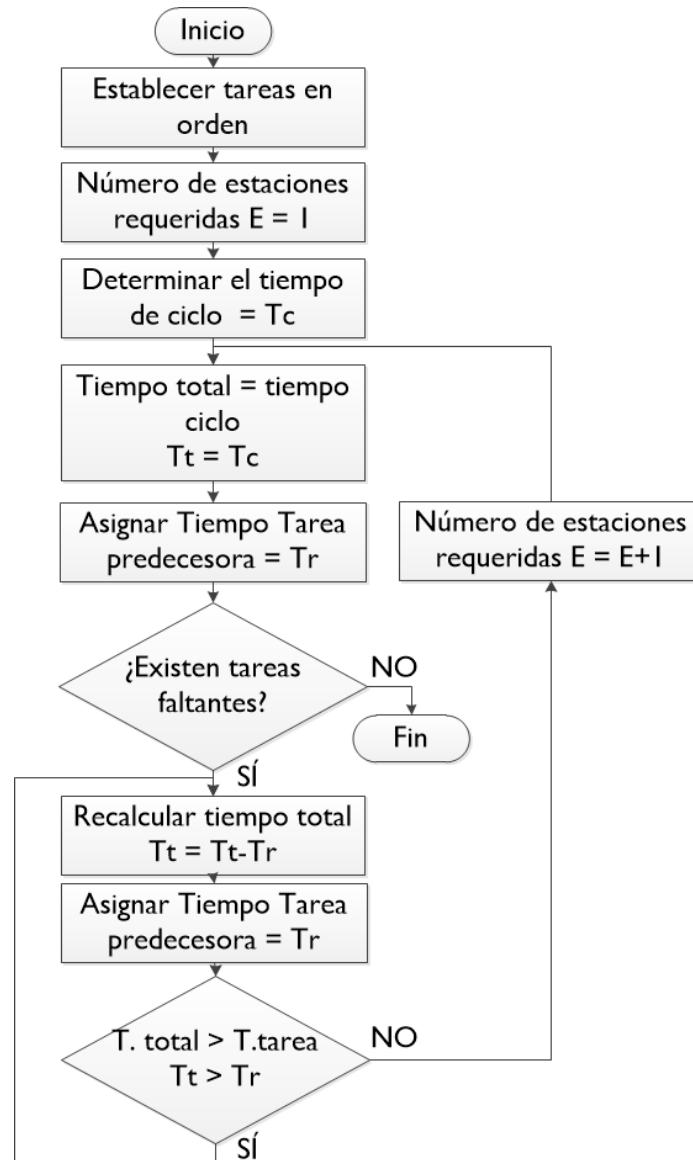 Inicio
Establecer tareas en
orden
Número de estaciones
requeridas E = 1
Determinar el tiempo
de ciclo = Tc
Tiempo total = tiempo
ciclo
Tt = Tc
Asignar Tiempo Tarea
predecesora = Tr
Número de estaciones
requeridas E = E+1
¿Existen tareas
faltantes?
NO
Fin
SÍ
Recalcular tiempo total
Tt = Tt-Tr
Asignar Tiempo Tarea
predecesora = Tr
T. total > T.tarea
Tt > Tr
NO
SÍ